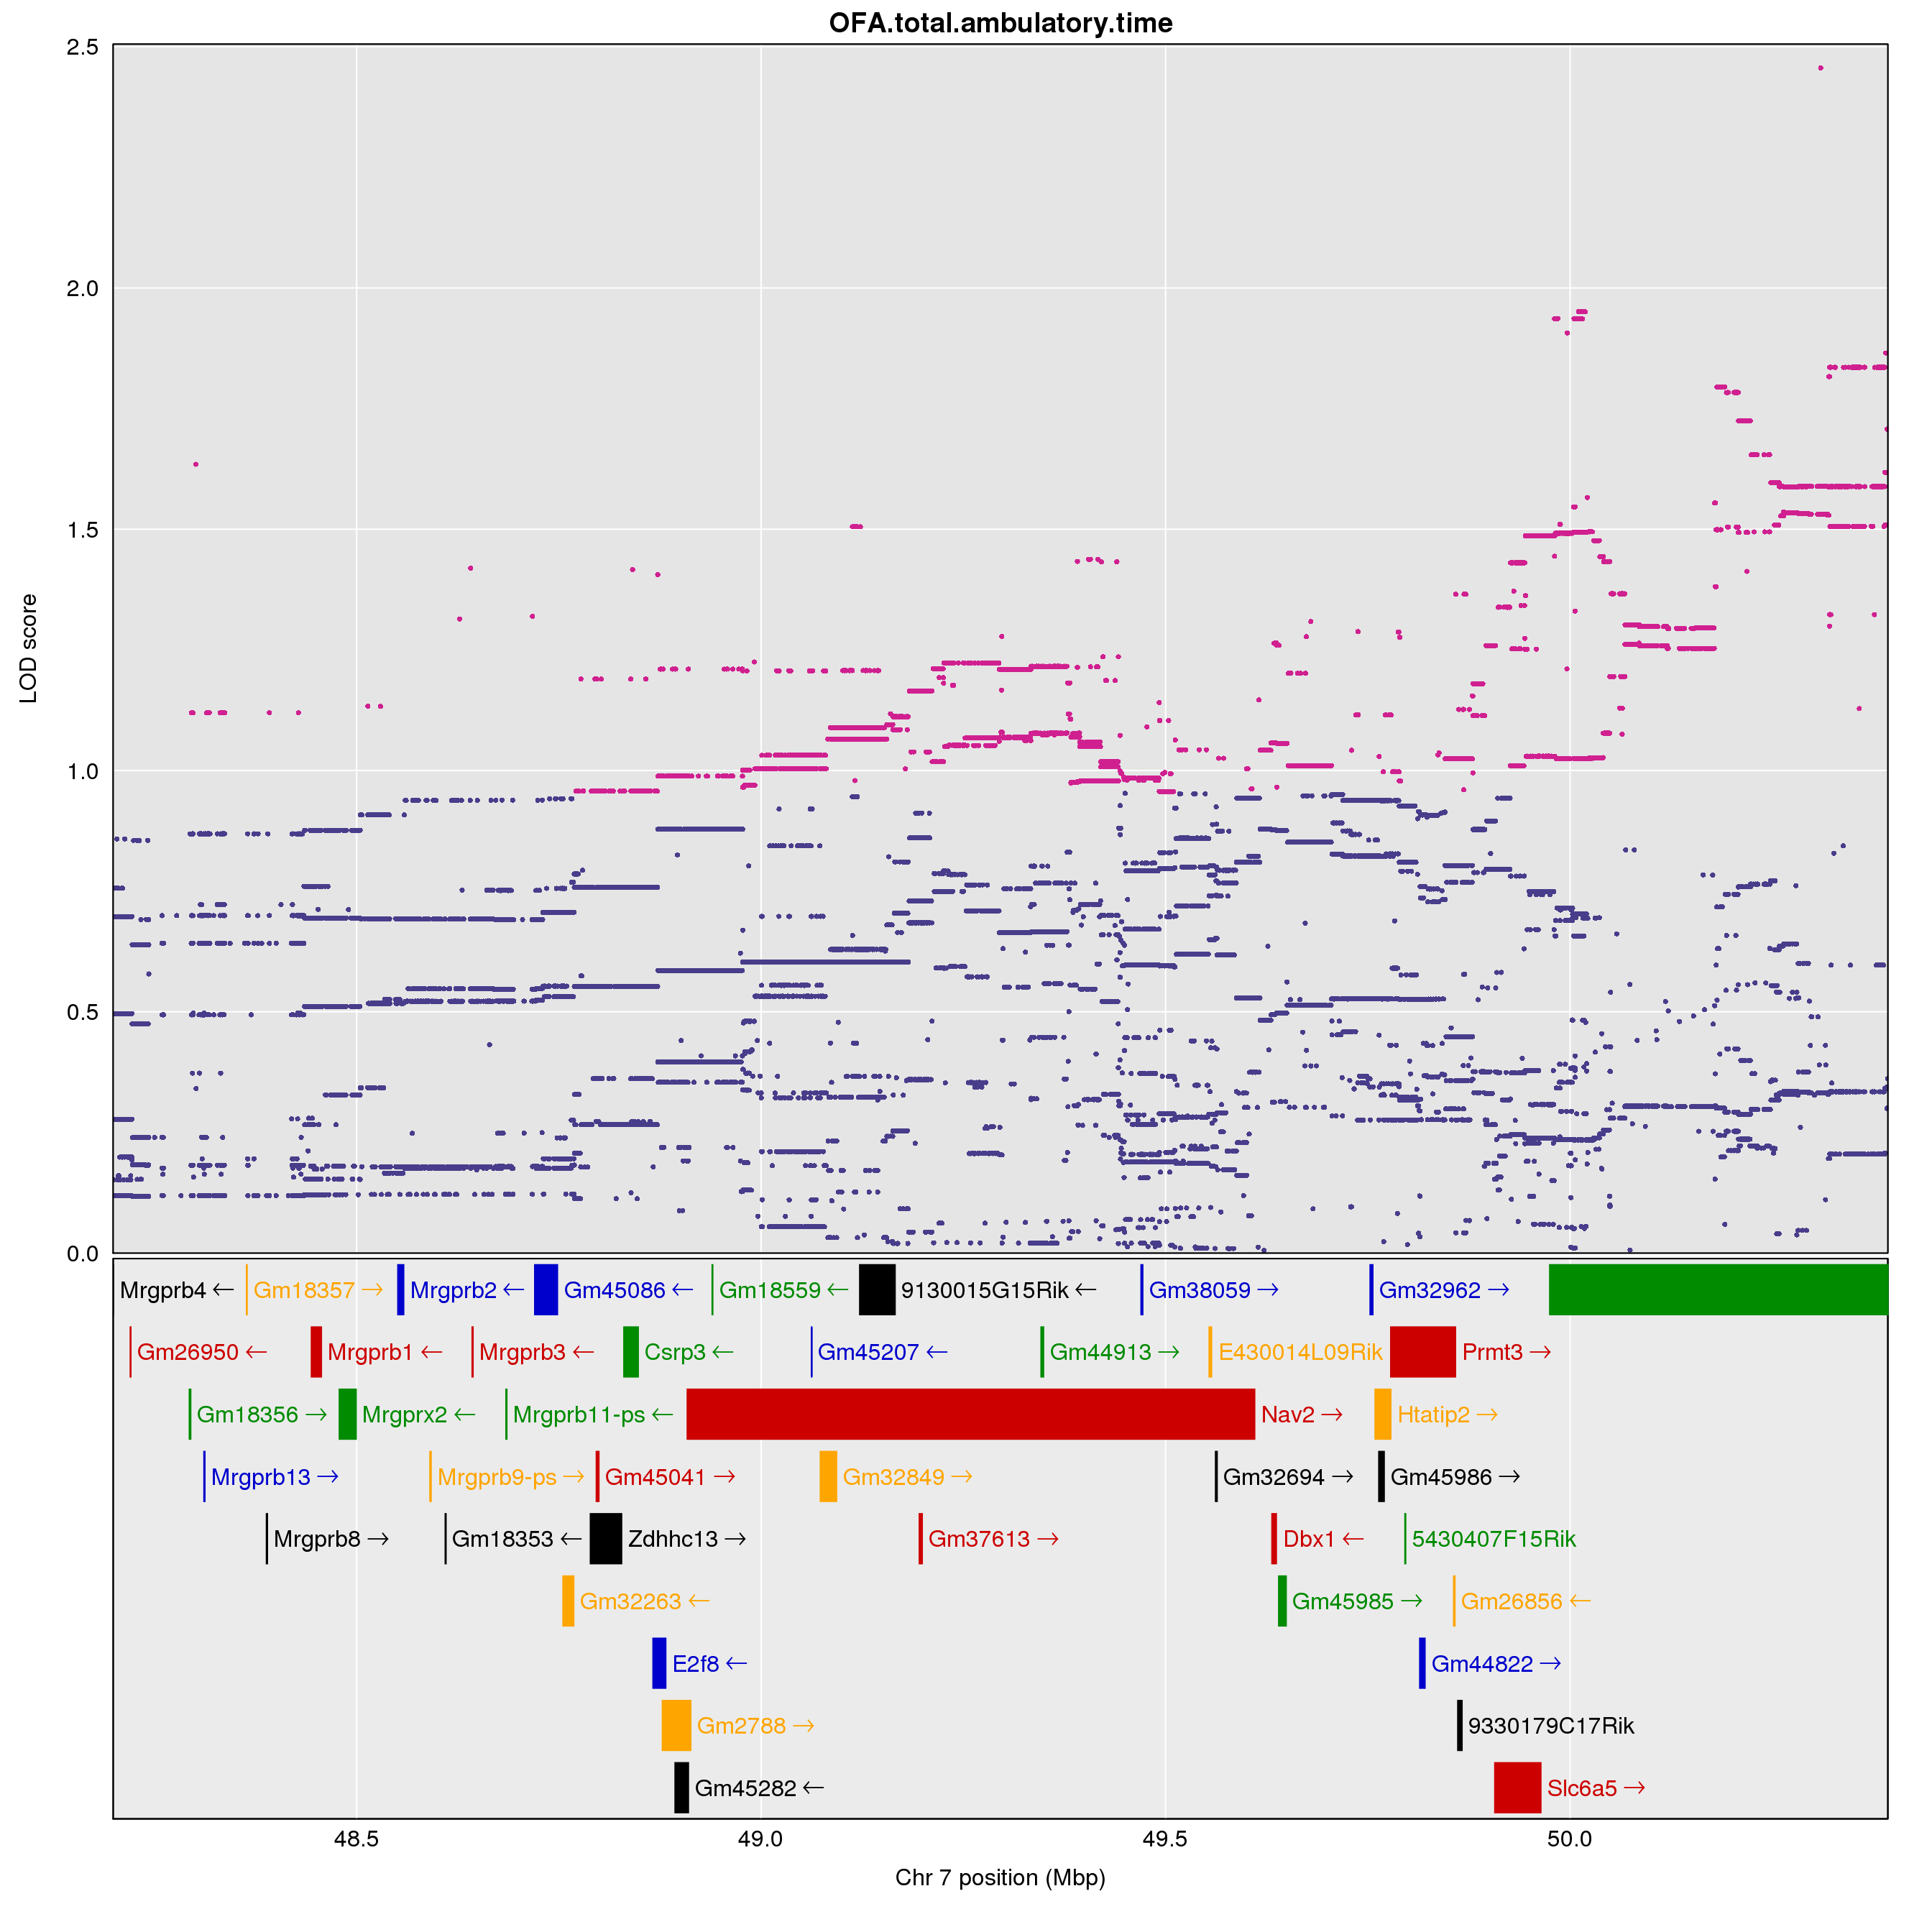 OFA.total.ambulatory.time
2.5
2.0
1.5
1.0
0.5
0.0
LOD score
Mrgprb4 ← Gm18357 → Mrgprb2 ← Gm45086 ← Gm18559 ← 9130015G15Rik ← Gm38059 → Gm32962 →
Gm26950 ← Mrgprb1 ← Mrgprb3 ← Csrp3 ← Gm45207 ← Gm44913 → E430014L09Rik Prmt3 →
Gm18356 → Mrgprx2 ← Mrgprb11-ps ← Nav2 → Htatip2 →
Mrgprb13 → Mrgprb9-ps → Gm45041 → Gm32849 → Gm32694 → Gm45986 →
Mrgprb8 → Gm18353 ← Zdhhc13 → Gm37613 → Dbx1 ← 5430407F15Rik
Gm32263 ← Gm45985 → Gm26856 ←
E2f8 ← Gm44822 →
Gm2788 → 9330179C17Rik
Gm45282 ← Slc6a5 →
48.5 49.0 49.5 50.0
Chr 7 position (Mbp)